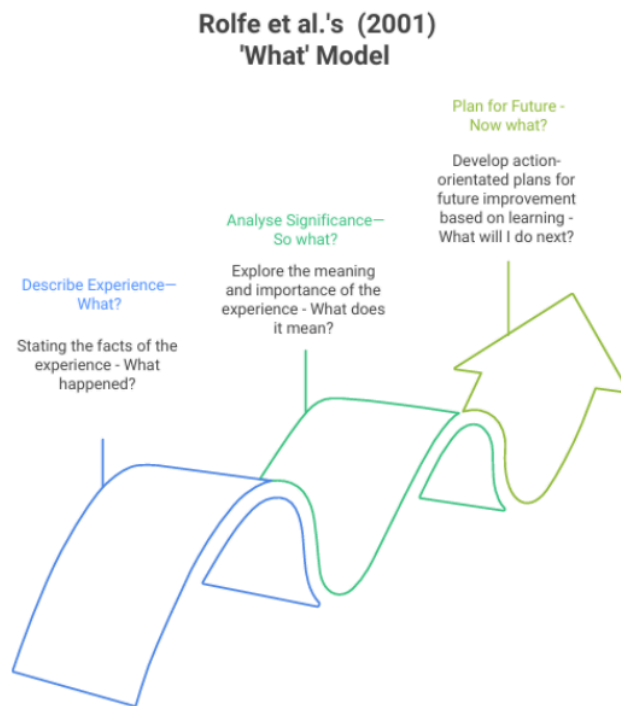 Rolfe et al.'s (2001)
'What' Model
Describe Experience—
What?
Stating the facts of the
experience - What
happened?
Analyse Significance—
So what?
Explore the meaning
and importance of the
experience - What does
it mean?
Plan for Future -
Now what?
Develop action-
orientated plans for
future improvement
based on learning -
What will I do next?